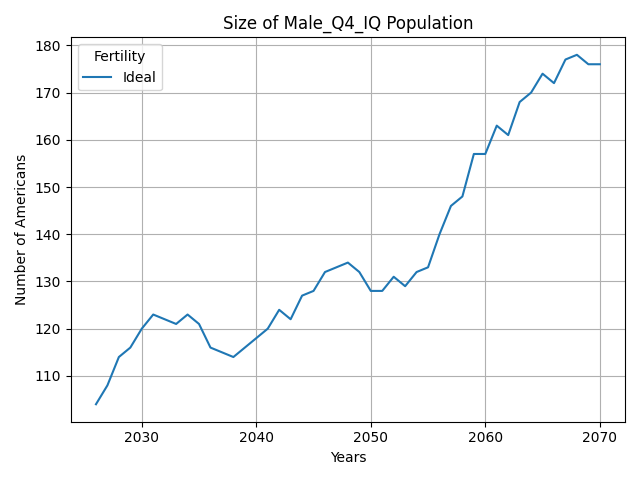 Size of Male_Q4_IQ Population
Fertility
Ideal
Number of Americans
180
170
160
150
140
130
120
110
2030 2040 2050 2060 2070
Years